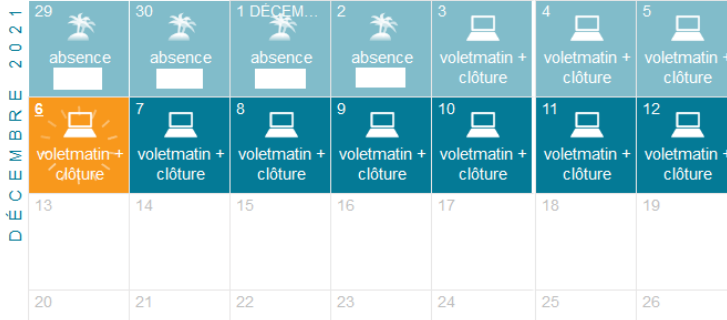 DÉCEMBRE 2021
29 30 1 DÉCEM... 2 3 4 5
absence absence absence absence voletmatin + voletmatin + voletmatin +
clôture clôture clôture
6 7 8 9 10 11 12
voletmatin + voletmatin + voletmatin + voletmatin + voletmatin + voletmatin + voletmatin +
clôture clôture clôture clôture clôture clôture clôture
13 14 15 16 17 18 19
20 21 22 23 24 25 26